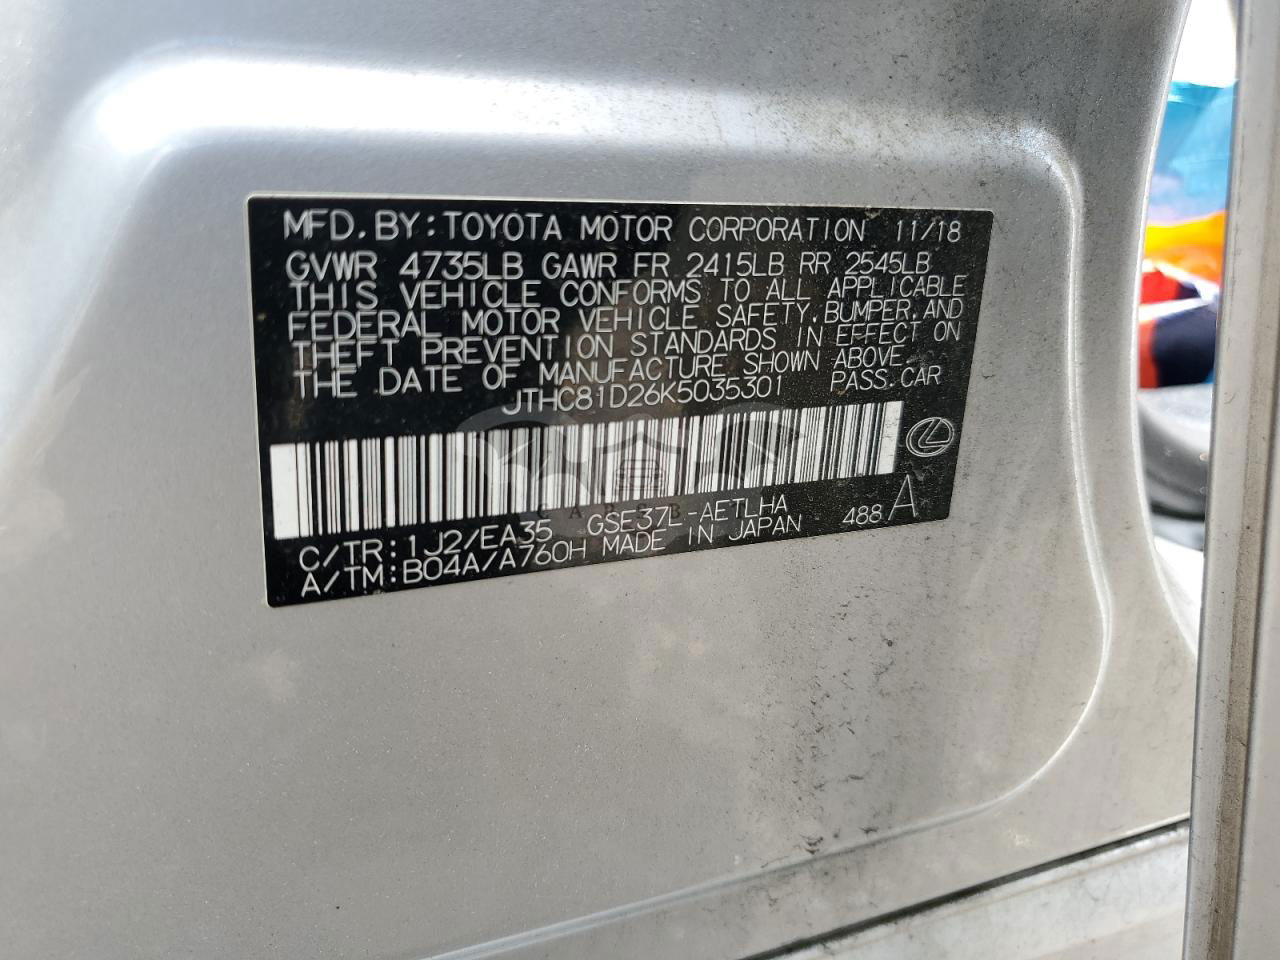 MFD. BY: TOYOTA MOTOR CORPORATION 11/18
GVWR 4735LB GAWR FR 2415LB RR 2545LB
THIS VEHICLE CONFORMS TO ALL APPLICABLE
FEDERAL MOTOR VEHICLE SAFETY, BUMPER, AND
THEFT PREVENTION STANDARDS IN EFFECT ON
THE DATE OF MANUFACTURE SHOWN ABOVE.
JTHC81D26K5035301 PASS. CAR
C/TR: 1J2/EA35 GSE37L-AETLHA
A/TM: B04A/A760H MADE IN JAPAN 488 A